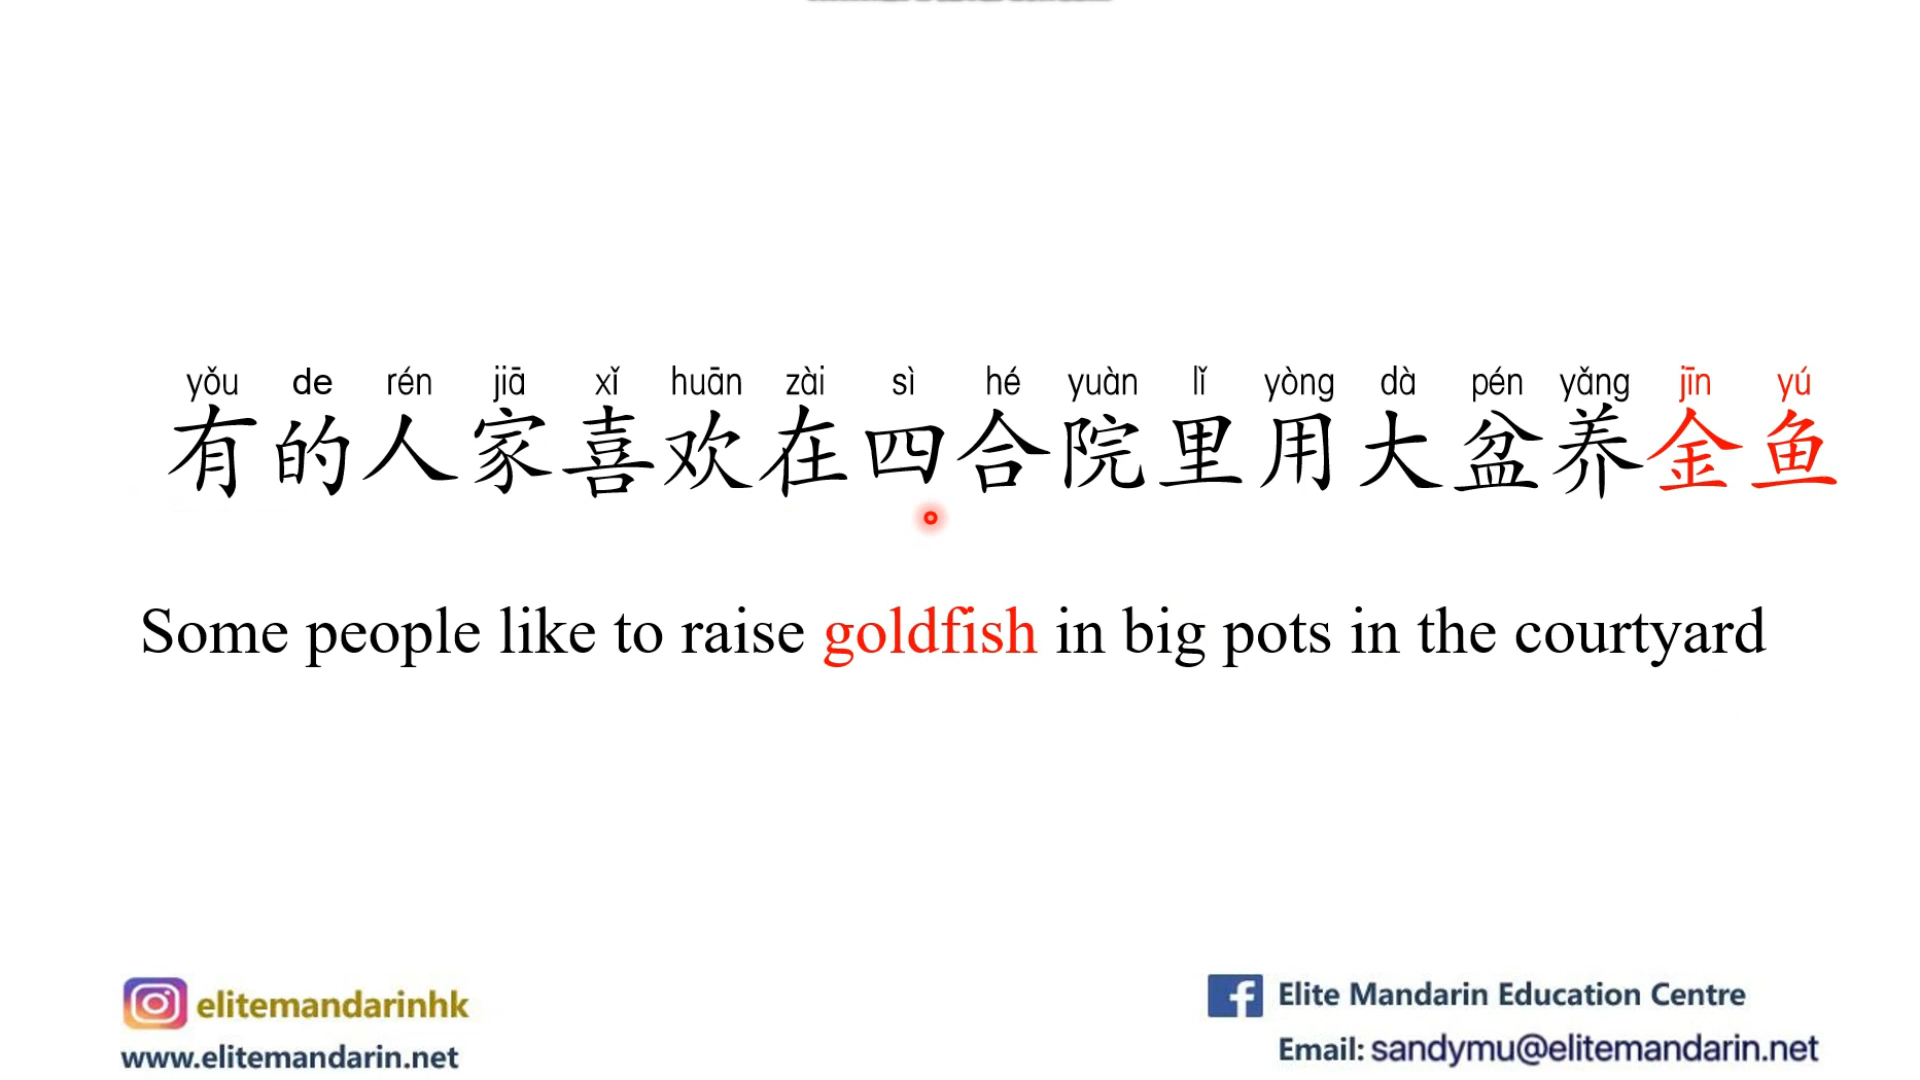 yǒu de rén jiā xǐ huān zài sì hé yuàn lǐ yòng dà pén yǎng jīn yú
有的人家喜欢在四合院里用大盆养金鱼
Some people like to raise goldfish in big pots in the courtyard
elitemandarinhk
www.elitemandarin.net
Elite Mandarin Education Centre
Email: sandymu@elitemandarin.net